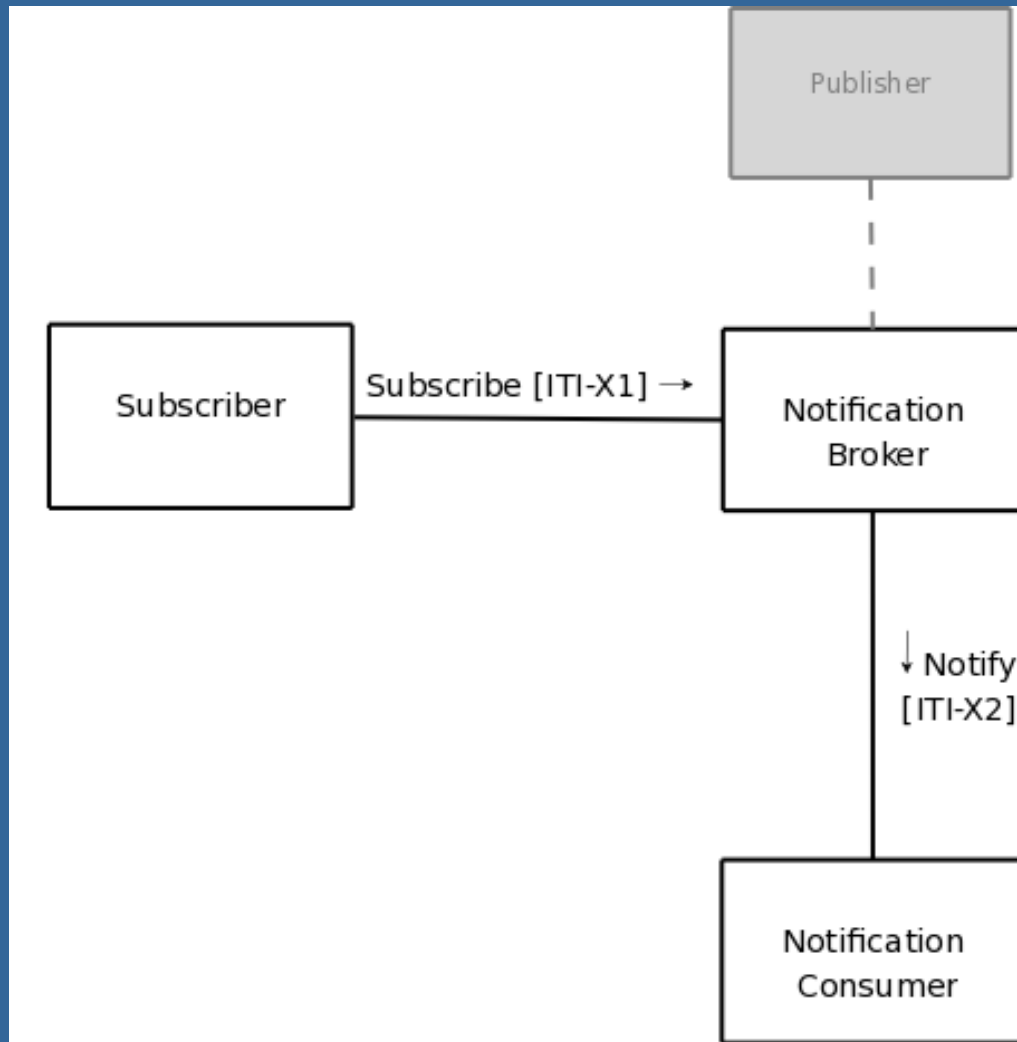 Publisher
Subscriber
Subscribe [ITI-X1] →
Notification
Broker
↓ Notify
[ITI-X2]
Notification
Consumer